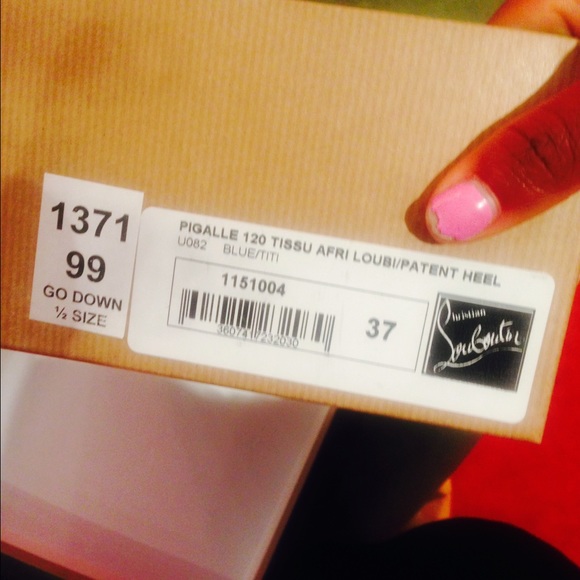 1371
99
GO DOWN
½ SIZE
PIGALLE 120 TISSU AFRI LOUBI/PATENT HEEL
U082 BLUE/TITI
1151004
37
Christian
Louboutin